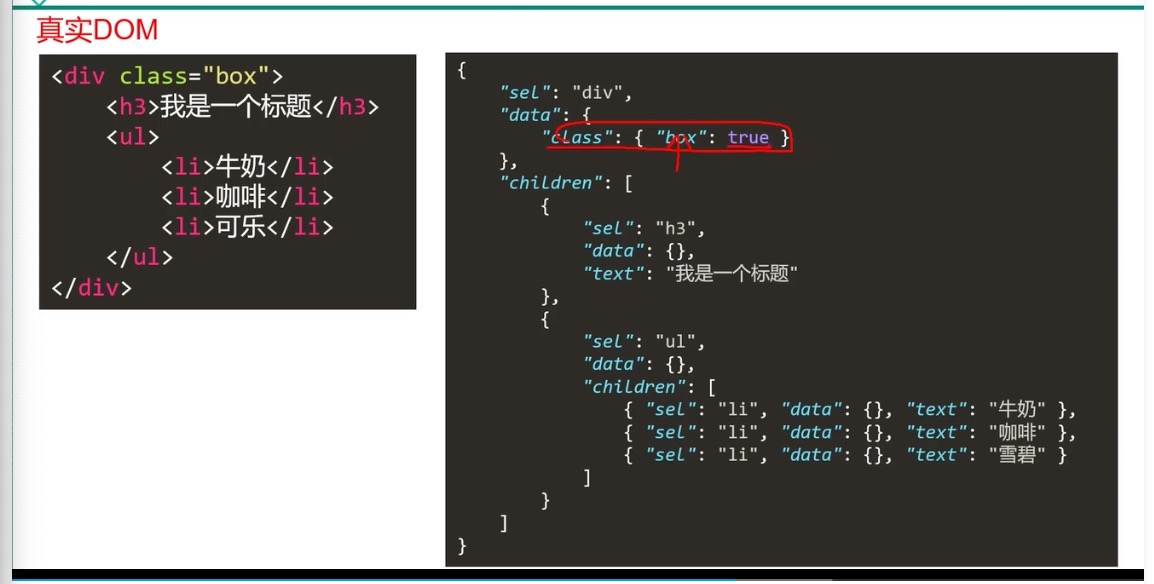 真实DOM
<div class="box">
<h3>我是一个标题</h3>
<ul>
<li>牛奶</li>
<li>咖啡</li>
<li>可乐</li>
</ul>
</div>
{
"sel": "div",
"data": {
"class": { "box": true }
},
"children": [
{
"sel": "h3",
"data": {},
"text": "我是一个标题"
},
{
"sel": "ul",
"data": {},
"children": [
{ "sel": "li", "data": {}, "text": "牛奶" },
{ "sel": "li", "data": {}, "text": "咖啡" },
{ "sel": "li", "data": {}, "text": "雪碧" }
]
}
]
}